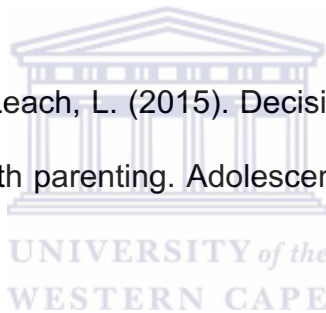 Leach, L. (2015). Decisi
th parenting. Adolescen
UNIVERSITY of the
WESTERN CAPE